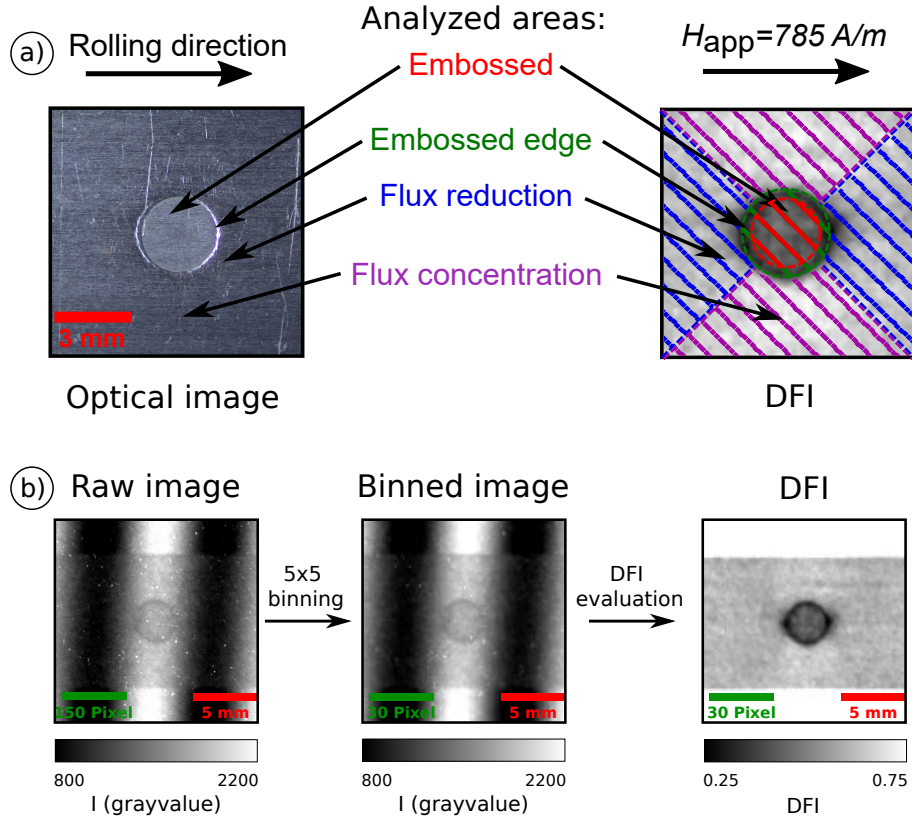 Analyzed areas:
a)
Rolling direction
H_app=785 A/m
Embossed
Embossed edge
Flux reduction
Flux concentration
3 mm
Optical image
DFI
b)
Raw image
Binned image
DFI
5x5
binning
DFI
evaluation
150 Pixel
5 mm
30 Pixel
5 mm
30 Pixel
5 mm
800
2200
I (grayvalue)
800
2200
I (grayvalue)
0.25
0.75
DFI